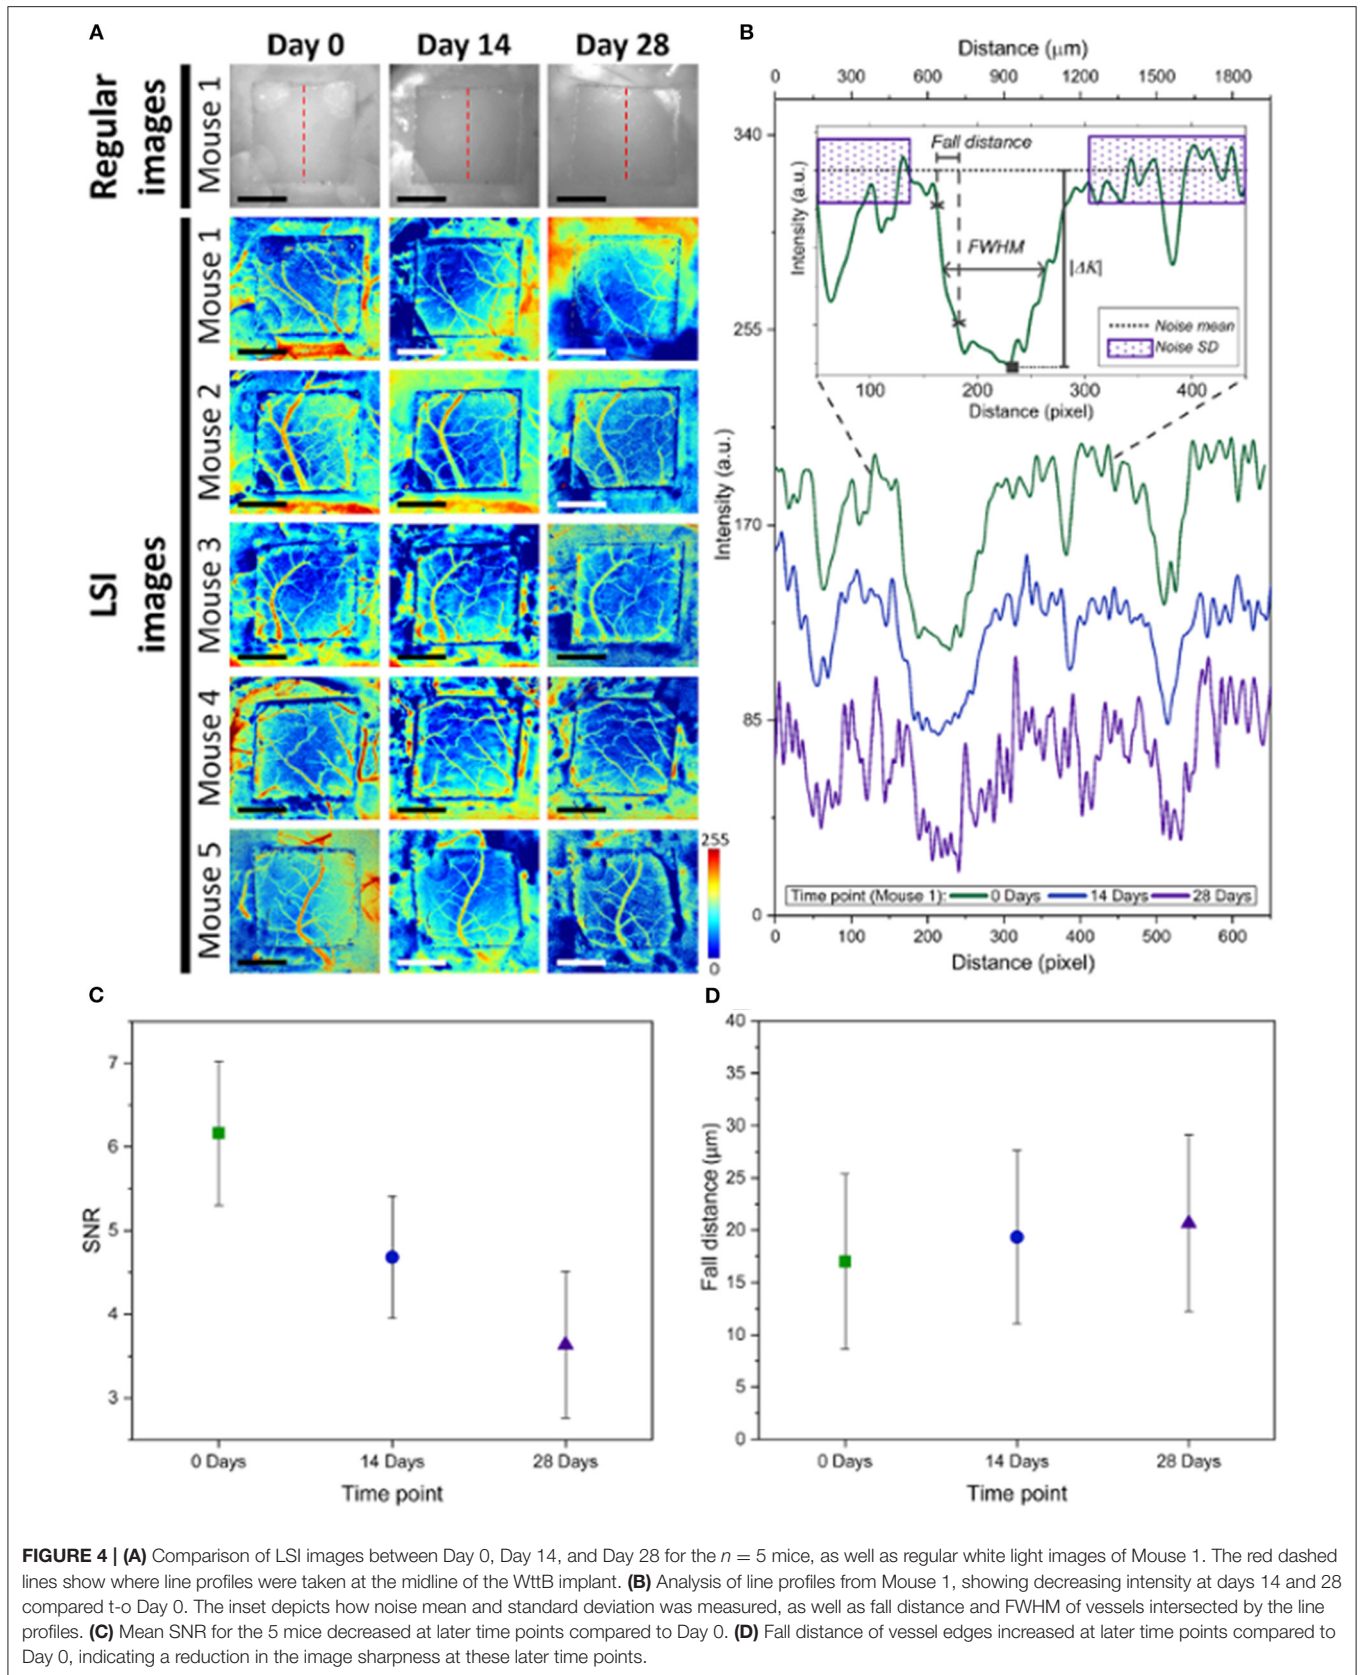 A
Day 0 Day 14 Day 28
Regular images
Mouse 1
LSI images
Mouse 1
Mouse 2
Mouse 3
Mouse 4
Mouse 5
255
0
B
Distance (μm)
0 300 600 900 1200 1500 1800
340
255
170
85
0
Intensity (a.u.)
Intensity (a.u.)
Fall distance
FWHM
|ΔK|
Noise mean
Noise SD
100 200 300 400
Distance (pixel)
Time point (Mouse 1): 0 Days 14 Days 28 Days
0 100 200 300 400 500 600
Distance (pixel)
C
7
6
5
4
3
SNR
0 Days 14 Days 28 Days
Time point
D
40
35
30
25
20
15
10
5
0
Fall distance (μm)
0 Days 14 Days 28 Days
Time point
FIGURE 4 | (A) Comparison of LSI images between Day 0, Day 14, and Day 28 for the n = 5 mice, as well as regular white light images of Mouse 1. The red dashed
lines show where line profiles were taken at the midline of the WttB implant. (B) Analysis of line profiles from Mouse 1, showing decreasing intensity at days 14 and 28
compared t-o Day 0. The inset depicts how noise mean and standard deviation was measured, as well as fall distance and FWHM of vessels intersected by the line
profiles. (C) Mean SNR for the 5 mice decreased at later time points compared to Day 0. (D) Fall distance of vessel edges increased at later time points compared to
Day 0, indicating a reduction in the image sharpness at these later time points.